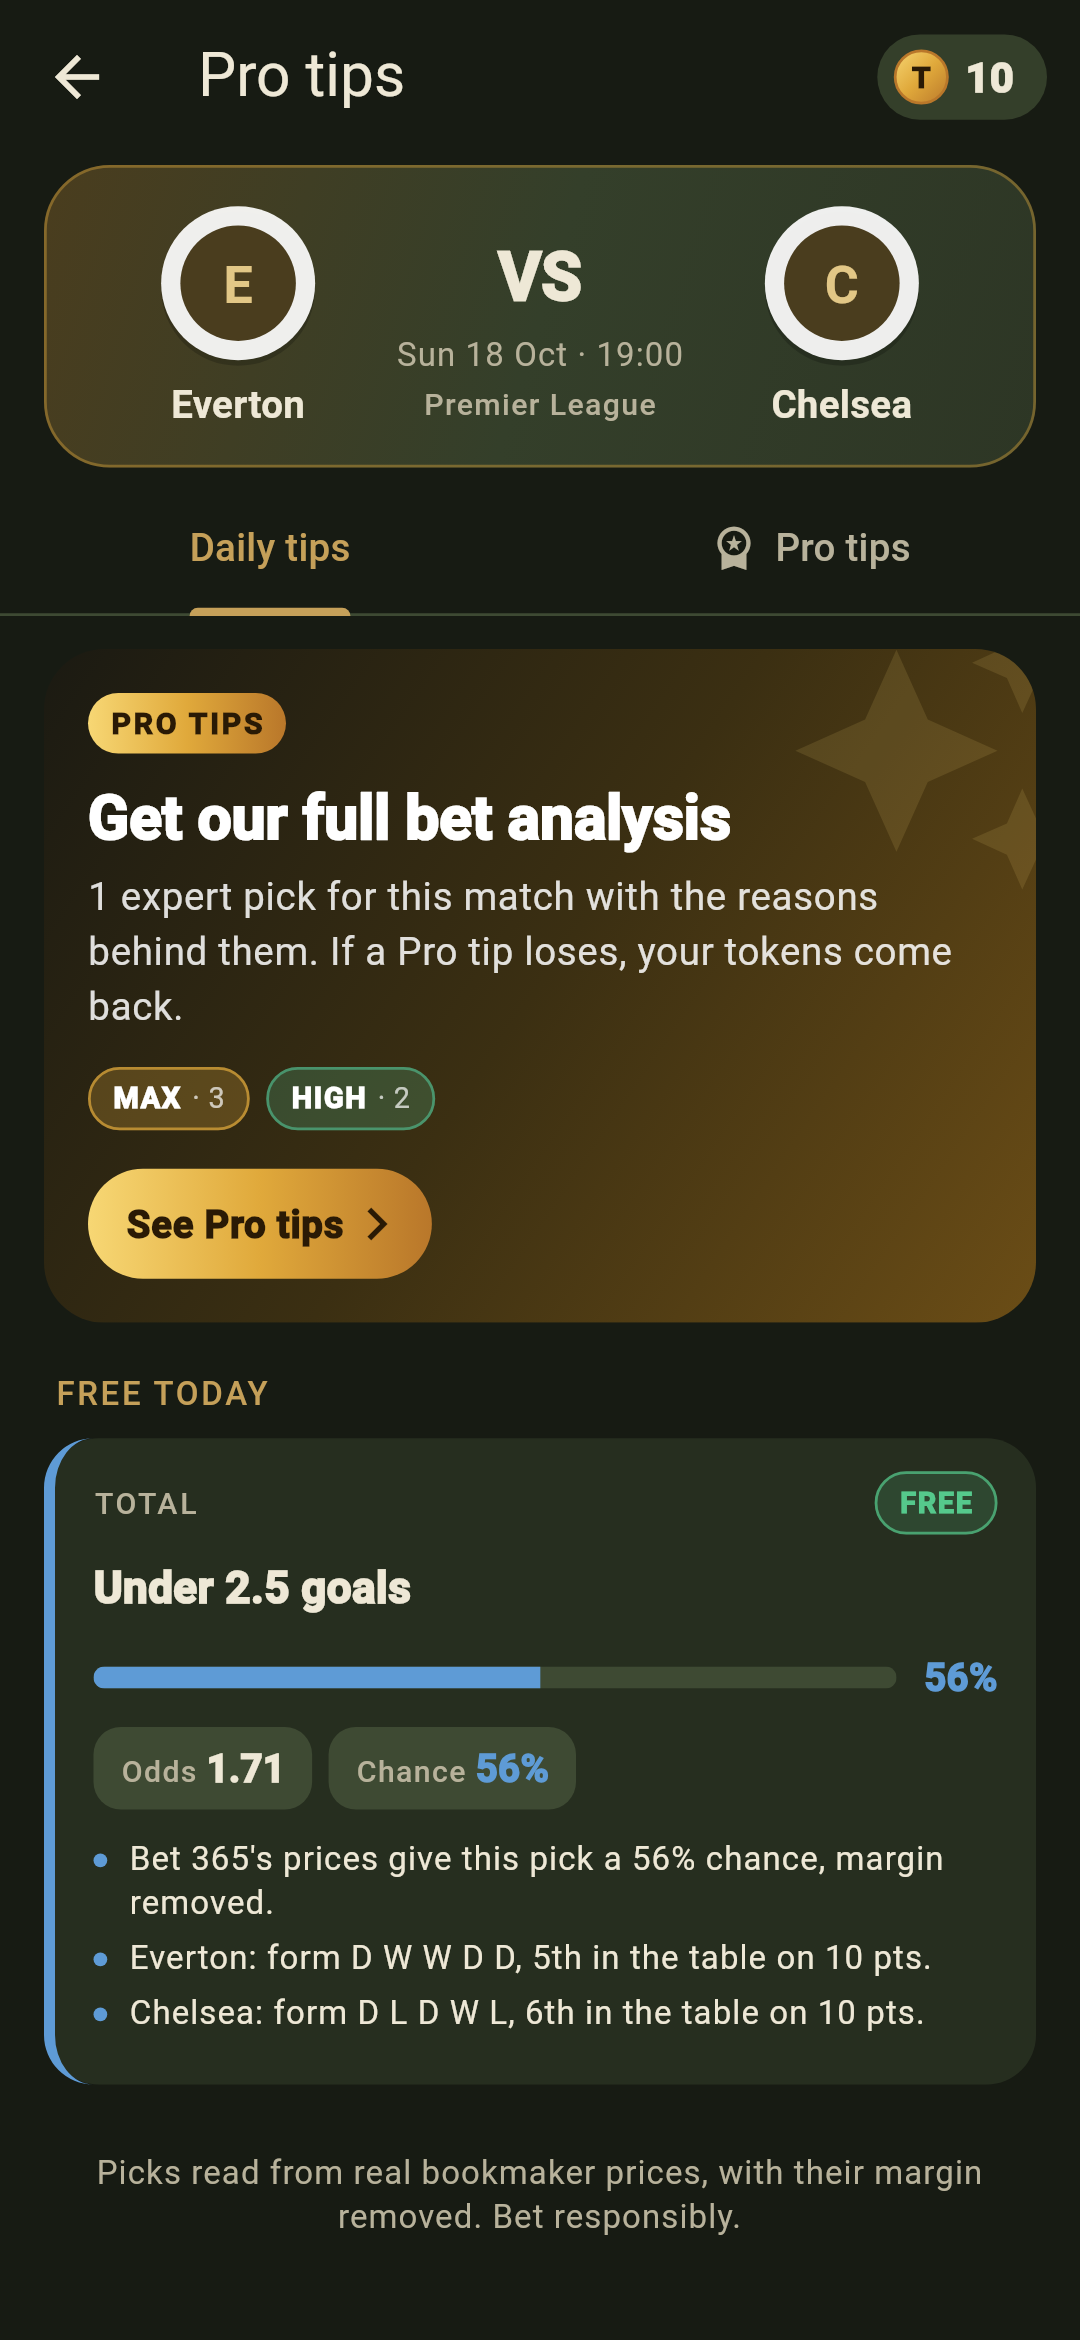 Pro tips
T 10
E
VS
C
Sun 18 Oct · 19:00
Everton
Premier League
Chelsea
Daily tips
Pro tips
PRO TIPS
Get our full bet analysis
1 expert pick for this match with the reasons
behind them. If a Pro tip loses, your tokens come
back.
MAX · 3
HIGH · 2
See Pro tips
FREE TODAY
TOTAL
FREE
Under 2.5 goals
56%
Odds 1.71
Chance 56%
Bet 365's prices give this pick a 56% chance, margin
removed.
Everton: form D W W D D, 5th in the table on 10 pts.
Chelsea: form D L D W L, 6th in the table on 10 pts.
Picks read from real bookmaker prices, with their margin
removed. Bet responsibly.